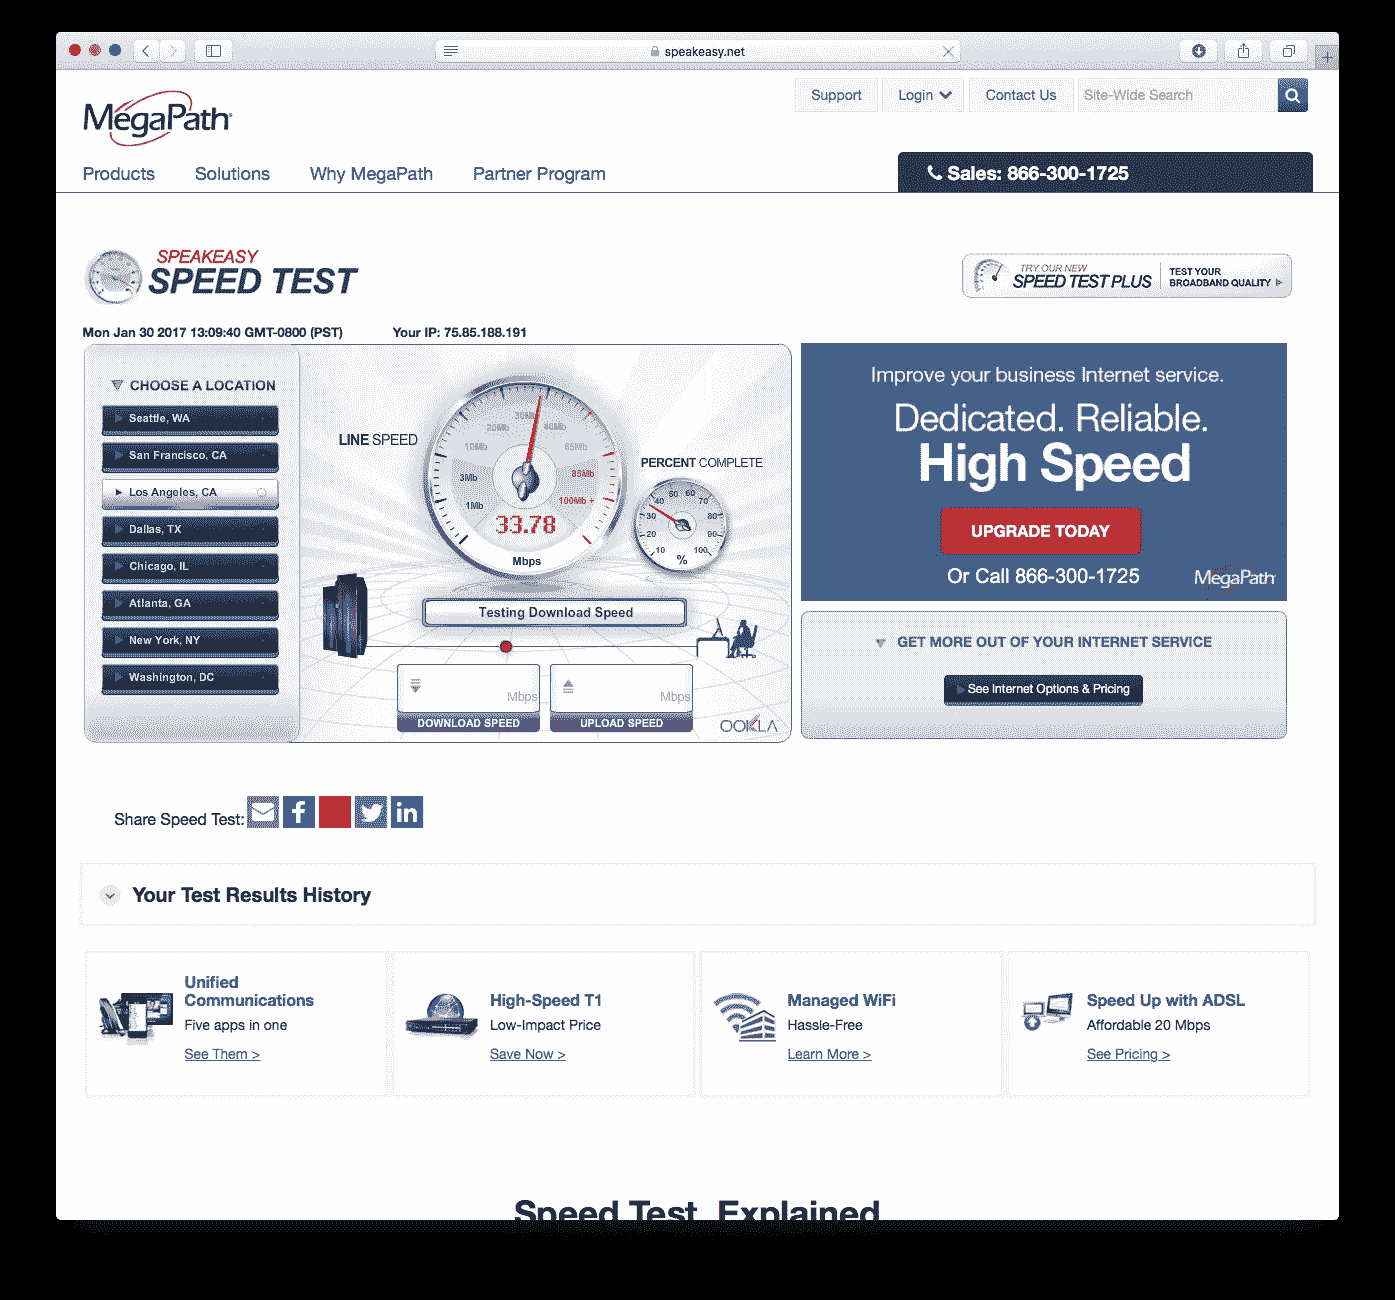 speakeasy.net
MegaPath
Support
Login
Contact Us
Site-Wide Search
Products
Solutions
Why MegaPath
Partner Program
Sales: 866-300-1725
SPEAKEASY
SPEED TEST
TRY OUR NEW
SPEED TEST PLUS
TEST YOUR
BROADBAND QUALITY
Mon Jan 30 2017 13:09:40 GMT-0800 (PST)
Your IP: 75.85.188.191
CHOOSE A LOCATION
Seattle, WA
San Francisco, CA
Los Angeles, CA
Dallas, TX
Chicago, IL
Atlanta, GA
New York, NY
Washington, DC
LINE SPEED
1Mb
3Mb
10Mb
20Mb
30Mb
40Mb
65Mb
85Mb
100Mb +
33.78
Mbps
PERCENT COMPLETE
10
20
30
40
50
60
70
80
90
100
%
Testing Download Speed
Mbps
DOWNLOAD SPEED
Mbps
UPLOAD SPEED
OOKLA
Improve your business Internet service.
Dedicated. Reliable.
High Speed
UPGRADE TODAY
Or Call 866-300-1725
MegaPath
GET MORE OUT OF YOUR INTERNET SERVICE
See Internet Options & Pricing
Share Speed Test:
Your Test Results History
Unified
Communications
Five apps in one
See Them >
High-Speed T1
Low-Impact Price
Save Now >
Managed WiFi
Hassle-Free
Learn More >
Speed Up with ADSL
Affordable 20 Mbps
See Pricing >
Speed Test, Explained